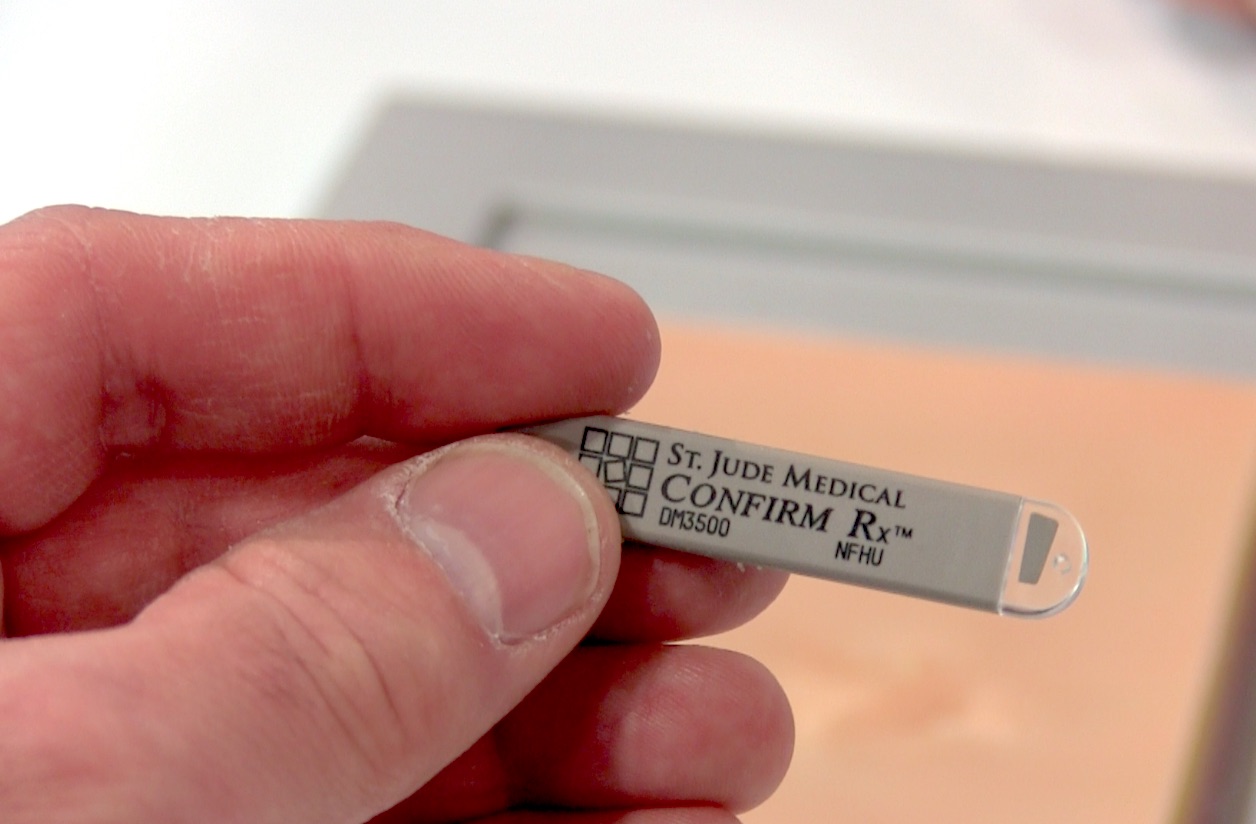 St. Jude Medical
Confirm Rx™
DM3500
NFHU